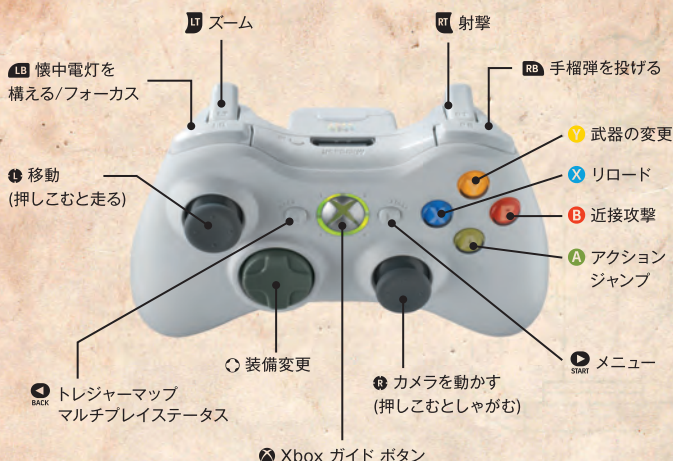 LT ズーム
RT 射撃
LB 懐中電灯を
構える/フォーカス
RB 手榴弾を投げる
Y 武器の変更
X リロード
B 近接攻撃
A アクション
ジャンプ
L 移動
(押しこむと走る)
装備変更
START メニュー
BACK トレジャーマップ
マルチプレイステータス
R カメラを動かす
(押しこむとしゃがむ)
Xbox ガイド ボタン